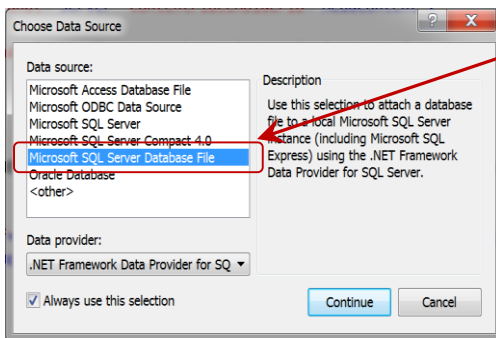 Choose Data Source
Data source:
Microsoft Access Database File
Microsoft ODBC Data Source
Microsoft SQL Server
Microsoft SQL Server Compact 4.0
Microsoft SQL Server Database File
Oracle Database
<other>
Description
Use this selection to attach a database
file to a local Microsoft SQL Server
instance (including Microsoft SQL
Express) using the .NET Framework
Data Provider for SQL Server.
Data provider:
.NET Framework Data Provider for SQ
Always use this selection
Continue
Cancel